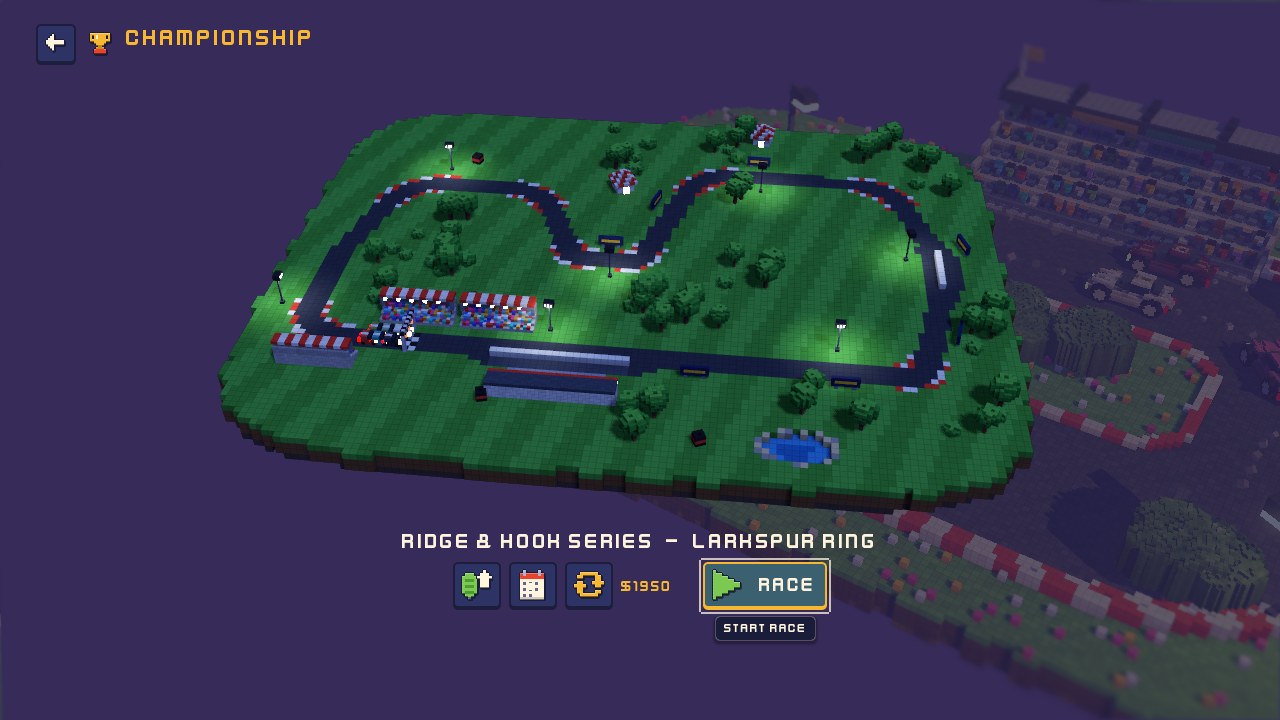 CHAMPIONSHIP
RIDGE & HOOK SERIES – LARKSPUR RING
$1950
RACE
START RACE